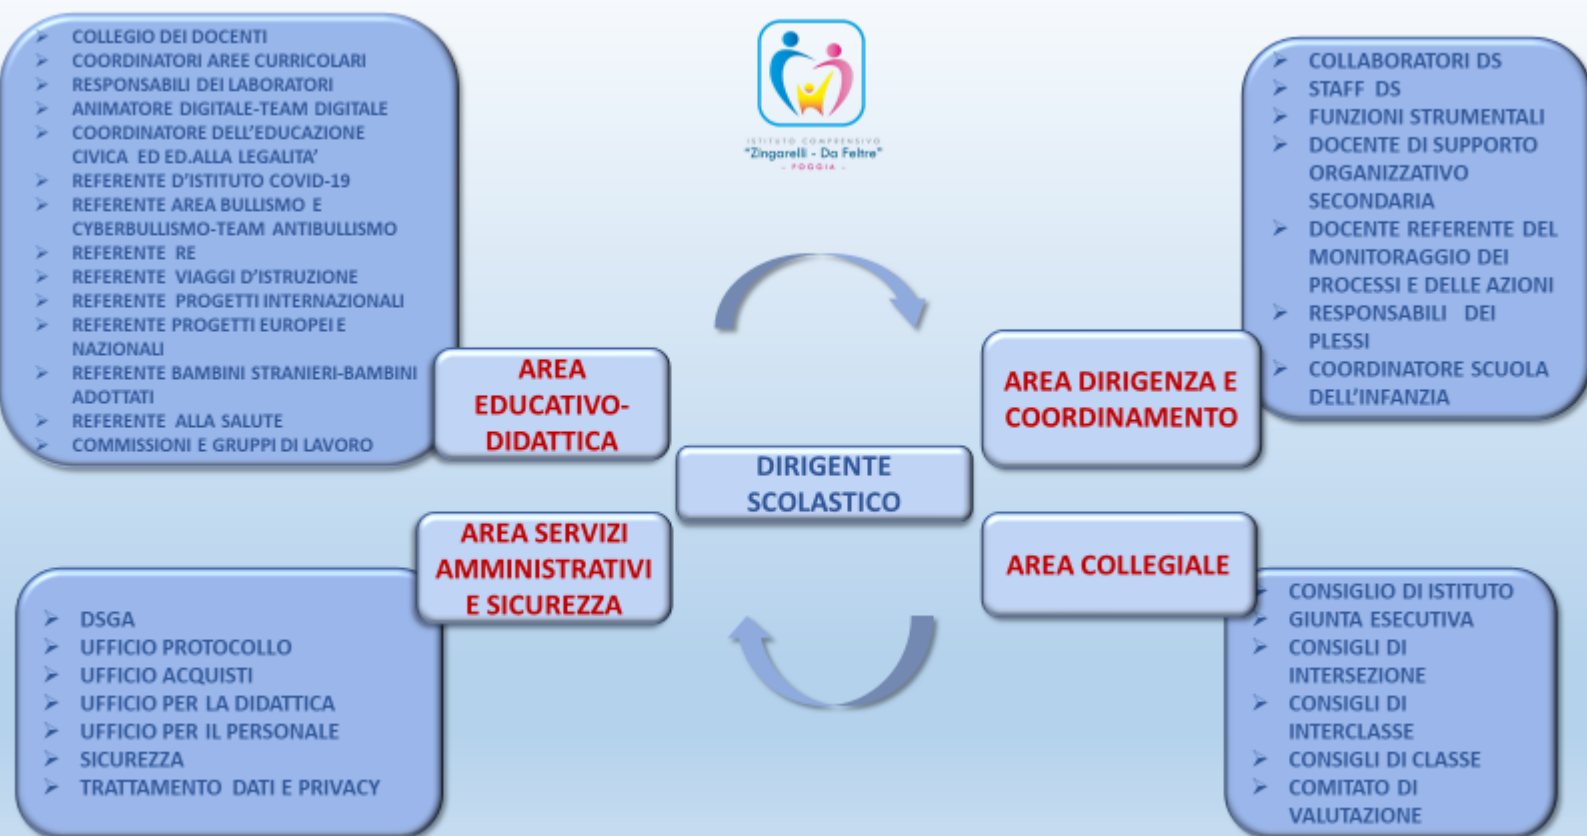 COLLEGIO DEI DOCENTI
COORDINATORI AREE CURRICOLARI
RESPONSABILI DEI LABORATORI
ANIMATORE DIGITALE-TEAM DIGITALE
COORDINATORE DELL'EDUCAZIONE
CIVICA ED ED.ALLA LEGALITA'
REFERENTE D'ISTITUTO COVID-19
REFERENTE AREA BULLISMO E
CYBERBULLISMO-TEAM ANTIBULLISMO
REFERENTE RE
REFERENTE VIAGGI D'ISTRUZIONE
REFERENTE PROGETTI INTERNAZIONALI
REFERENTE PROGETTI EUROPEI E
NAZIONALI
REFERENTE BAMBINI STRANIERI-BAMBINI
ADOTTATI
REFERENTE ALLA SALUTE
COMMISSIONI E GRUPPI DI LAVORO
ISTITUTO COMPRENSIVO
"Zingarelli - Da Feltre"
- FOGGIA -
COLLABORATORI DS
STAFF DS
FUNZIONI STRUMENTALI
DOCENTE DI SUPPORTO
ORGANIZZATIVO
SECONDARIA
DOCENTE REFERENTE DEL
MONITORAGGIO DEI
PROCESSI E DELLE AZIONI
RESPONSABILI DEI
PLESSI
COORDINATORE SCUOLA
DELL'INFANZIA
AREA
EDUCATIVO-
DIDATTICA
AREA DIRIGENZA E
COORDINAMENTO
DIRIGENTE
SCOLASTICO
AREA SERVIZI
AMMINISTRATIVI
E SICUREZZA
AREA COLLEGIALE
DSGA
UFFICIO PROTOCOLLO
UFFICIO ACQUISTI
UFFICIO PER LA DIDATTICA
UFFICIO PER IL PERSONALE
SICUREZZA
TRATTAMENTO DATI E PRIVACY
CONSIGLIO DI ISTITUTO
GIUNTA ESECUTIVA
CONSIGLI DI
INTERSEZIONE
CONSIGLI DI
INTERCLASSE
CONSIGLI DI CLASSE
COMITATO DI
VALUTAZIONE